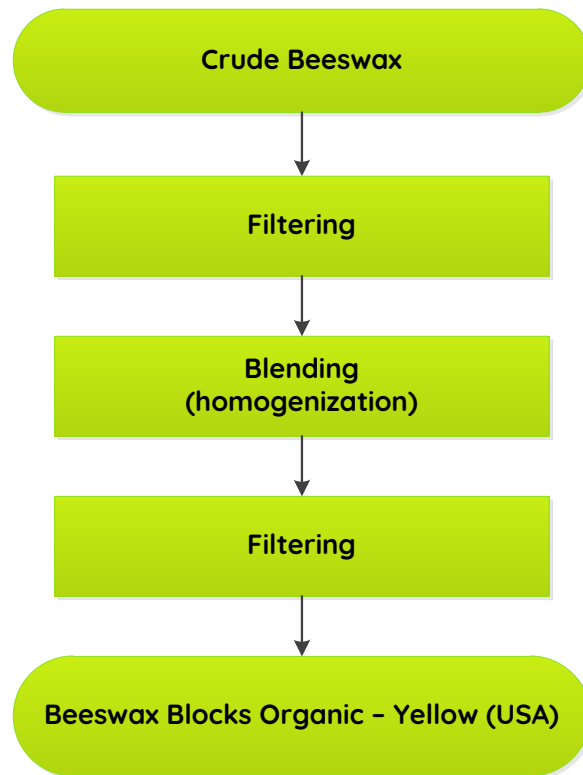 Crude Beeswax
Filtering
Blending
(homogenization)
Filtering
Beeswax Blocks Organic – Yellow (USA)